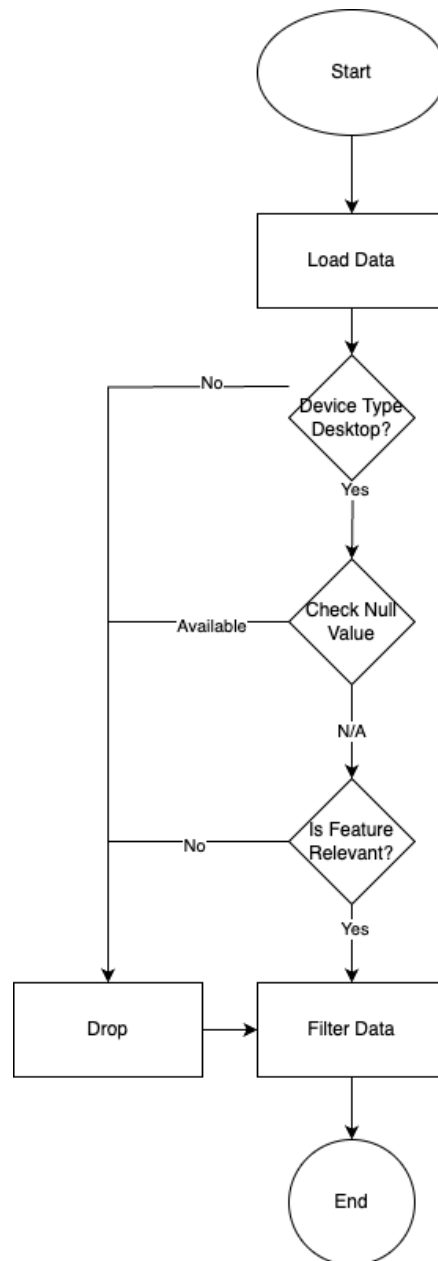 Start
Load Data
No
Device Type
Desktop?
Yes
Check Null
Value
Available
N/A
Is Feature
Relevant?
No
Yes
Drop
Filter Data
End